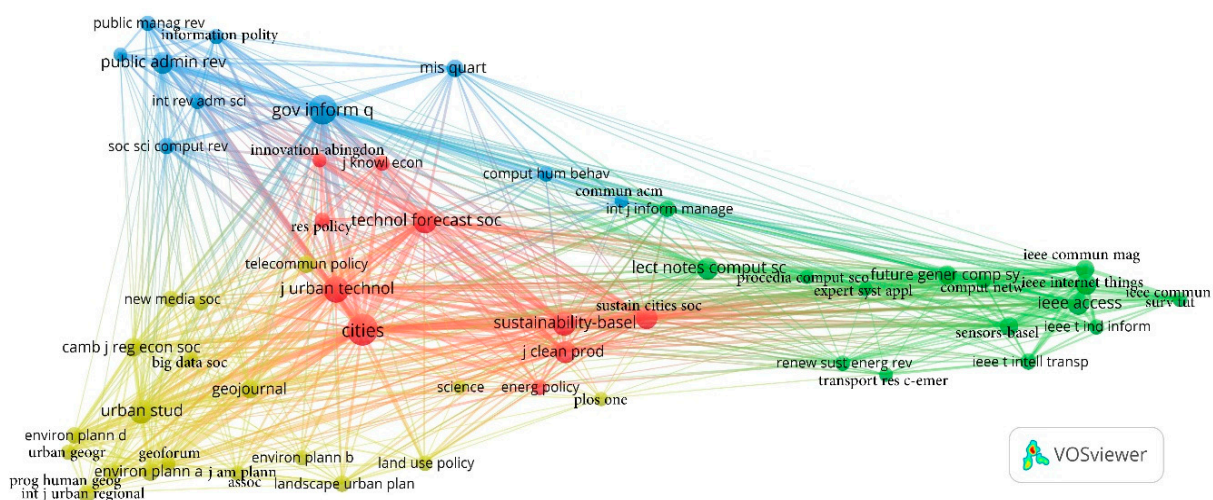 public manag rev
information polity
public admin rev
mis quart
int rev adm sci
gov inform q
soc sci comput rev
innovation-abingdon
j knowl econ
comput hum behav
commun acm
int j inform manage
res policy
technol forecast soc
telecommun policy
lect notes comput sc
procedia comput sco
future gener comp sy
ieee commun mag
expert syst appl
comput netw
ieee internet things
j urban technol
new media soc
ieee commun
surv tut
ieee access
sustain cities soc
cities
sustainability-basel
sensors-basel
ieee t ind inform
camb j reg econ soc
big data soc
j clean prod
renew sust energ rev
ieee t intell transp
transport res c-emer
geojournal
science
energ policy
plos one
urban stud
environ plann d
urban geogr
geoforum
environ plann b
land use policy
environ plann a
j am plann
assoc
landscape urban plan
prog human geog
int j urban regional
VOSviewer